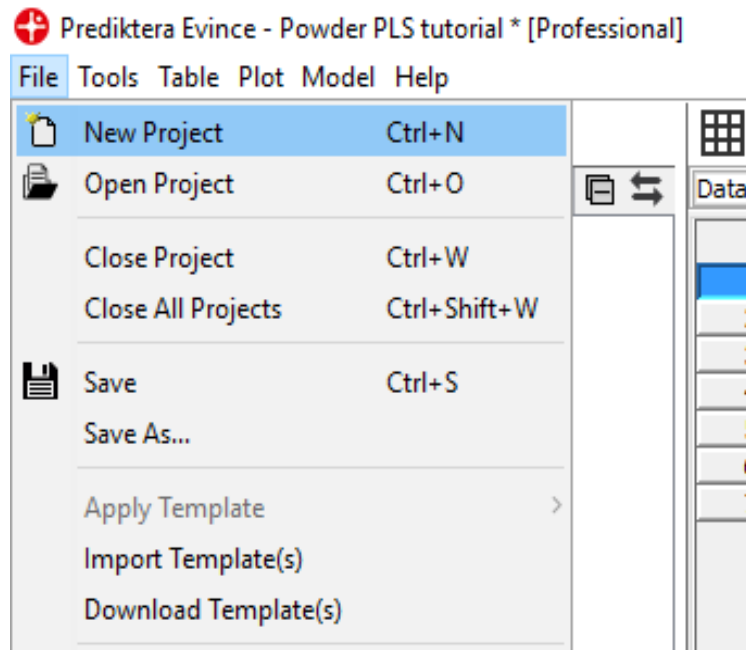 Prediktera Evince - Powder PLS tutorial * [Professional]
File Tools Table Plot Model Help
New Project Ctrl+N
Open Project Ctrl+O
Data
Close Project Ctrl+W
Close All Projects Ctrl+Shift+W
Save Ctrl+S
Save As...
Apply Template
Import Template(s)
Download Template(s)